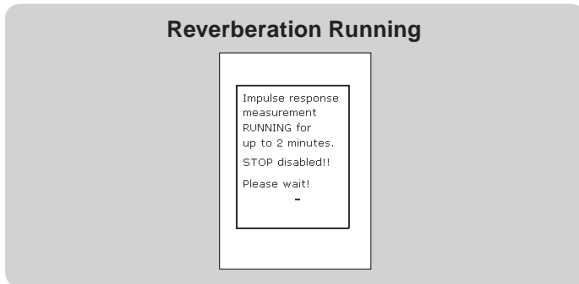 Reverberation Running
Impulse response
measurement
RUNNING for
up to 2 minutes.
STOP disabled!!
Please wait!